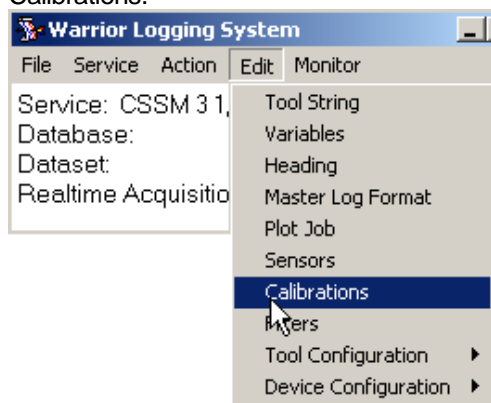 Calibrations.
Warrior Logging System
File Service Action Edit Monitor
Service: CSSM 3 1,
Database:
Dataset:
Realtime Acquisitio
Tool String
Variables
Heading
Master Log Format
Plot Job
Sensors
Calibrations
Tool Configuration
Device Configuration